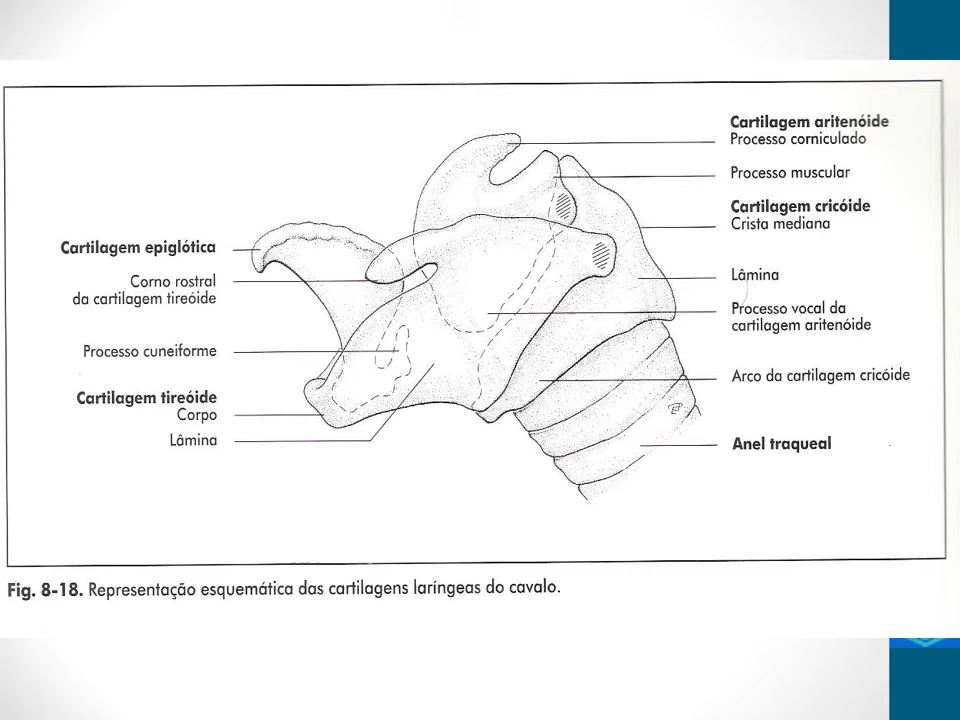 Cartilagem epiglótica
Corno rostral
da cartilagem tireóide
Processo cuneiforme
Cartilagem tireóide
Corpo
Lâmina
Cartilagem aritenóide
Processo corniculado
Processo muscular
Cartilagem cricóide
Crista mediana
Lâmina
Processo vocal da
cartilagem aritenóide
Arco da cartilagem cricóide
Anel traqueal
Fig. 8-18. Representação esquemática das cartilagens laríngeas do cavalo.